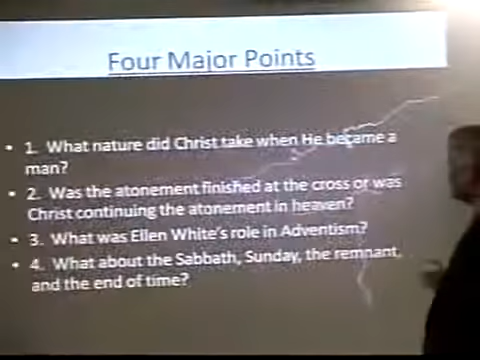 Four Major Points
• 1. What nature did Christ take when He became a
man?
• 2. Was the atonement finished at the cross or was
Christ continuing the atonement in heaven?
• 3. What was Ellen White's role in Adventism?
• 4. What about the Sabbath, Sunday, the remnant,
and the end of time?